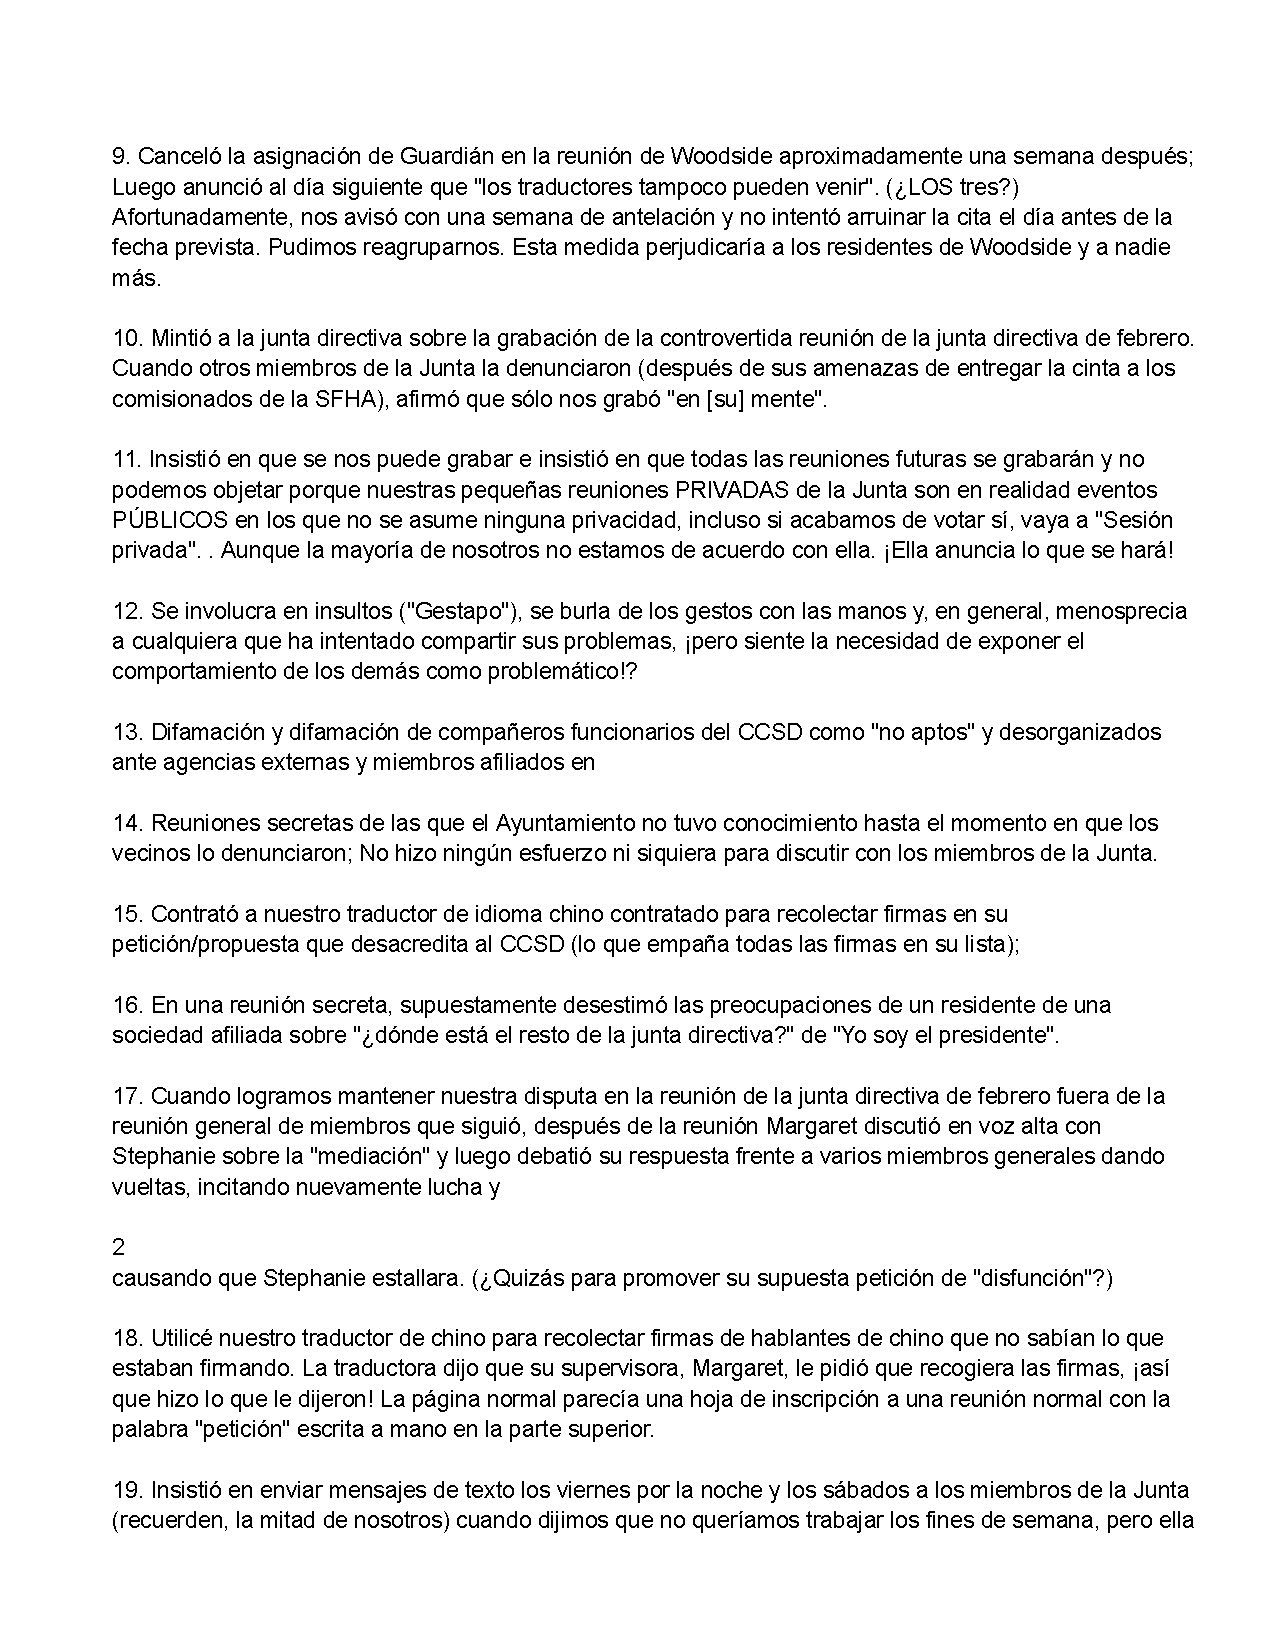 9. Canceló la asignación de Guardián en la reunión de Woodside aproximadamente una semana después;
Luego anunció al día siguiente que "los traductores tampoco pueden venir". (¿LOS tres?)
Afortunadamente, nos avisó con una semana de antelación y no intentó arruinar la cita el día antes de la
fecha prevista. Pudimos reagruparnos. Esta medida perjudicaría a los residentes de Woodside y a nadie
más.
10. Mintió a la junta directiva sobre la grabación de la controvertida reunión de la junta directiva de febrero.
Cuando otros miembros de la Junta la denunciaron (después de sus amenazas de entregar la cinta a los
comisionados de la SFHA), afirmó que sólo nos grabó "en [su] mente".
11. Insistió en que se nos puede grabar e insistió en que todas las reuniones futuras se grabarán y no
podemos objetar porque nuestras pequeñas reuniones PRIVADAS de la Junta son en realidad eventos
PÚBLICOS en los que no se asume ninguna privacidad, incluso si acabamos de votar sí, vaya a "Sesión
privada". . Aunque la mayoría de nosotros no estamos de acuerdo con ella. ¡Ella anuncia lo que se hará!
12. Se involucra en insultos ("Gestapo"), se burla de los gestos con las manos y, en general, menosprecia
a cualquiera que ha intentado compartir sus problemas, ¡pero siente la necesidad de exponer el
comportamiento de los demás como problemático!?
13. Difamación y difamación de compañeros funcionarios del CCSD como "no aptos" y desorganizados
ante agencias externas y miembros afiliados en
14. Reuniones secretas de las que el Ayuntamiento no tuvo conocimiento hasta el momento en que los
vecinos lo denunciaron; No hizo ningún esfuerzo ni siquiera para discutir con los miembros de la Junta.
15. Contrató a nuestro traductor de idioma chino contratado para recolectar firmas en su
petición/propuesta que desacredita al CCSD (lo que empaña todas las firmas en su lista);
16. En una reunión secreta, supuestamente desestimó las preocupaciones de un residente de una
sociedad afiliada sobre "¿dónde está el resto de la junta directiva?" de "Yo soy el presidente".
17. Cuando logramos mantener nuestra disputa en la reunión de la junta directiva de febrero fuera de la
reunión general de miembros que siguió, después de la reunión Margaret discutió en voz alta con
Stephanie sobre la "mediación" y luego debatió su respuesta frente a varios miembros generales dando
vueltas, incitando nuevamente lucha y
2
causando que Stephanie estallara. (¿Quizás para promover su supuesta petición de "disfunción"?)
18. Utilicé nuestro traductor de chino para recolectar firmas de hablantes de chino que no sabían lo que
estaban firmando. La traductora dijo que su supervisora, Margaret, le pidió que recogiera las firmas, ¡así
que hizo lo que le dijeron! La página normal parecía una hoja de inscripción a una reunión normal con la
palabra "petición" escrita a mano en la parte superior.
19. Insistió en enviar mensajes de texto los viernes por la noche y los sábados a los miembros de la Junta
(recuerden, la mitad de nosotros) cuando dijimos que no queríamos trabajar los fines de semana, pero ella